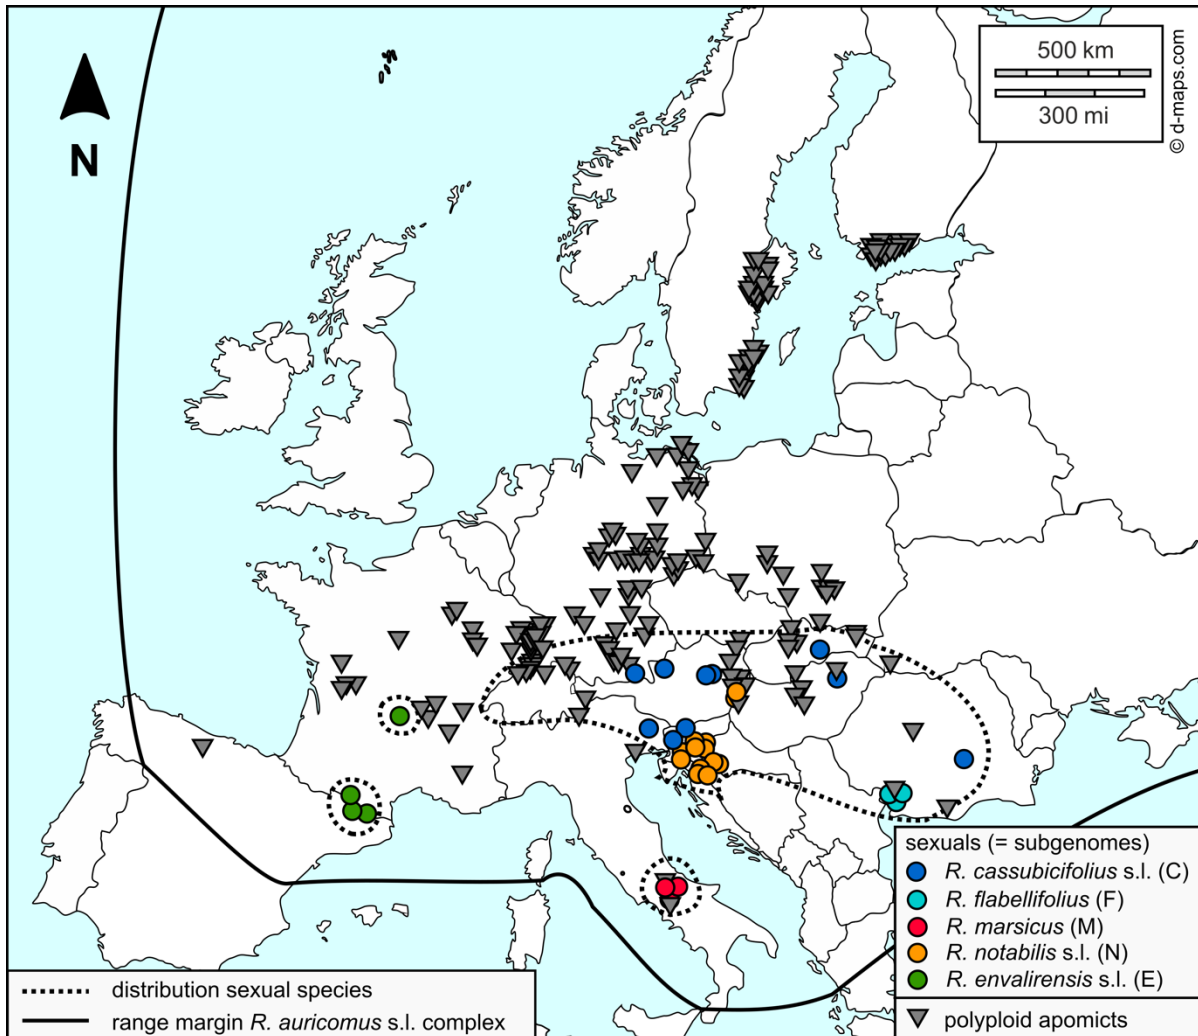 500 km
300 mi
© d-maps.com
N
sexuals (= subgenomes)
R. cassubicifolius s.l. (C)
R. flabellifolius (F)
R. marsicus (M)
R. notabilis s.l. (N)
R. envalirensis s.l. (E)
polyploid apomicts
distribution sexual species
range margin R. auricomus s.l. complex